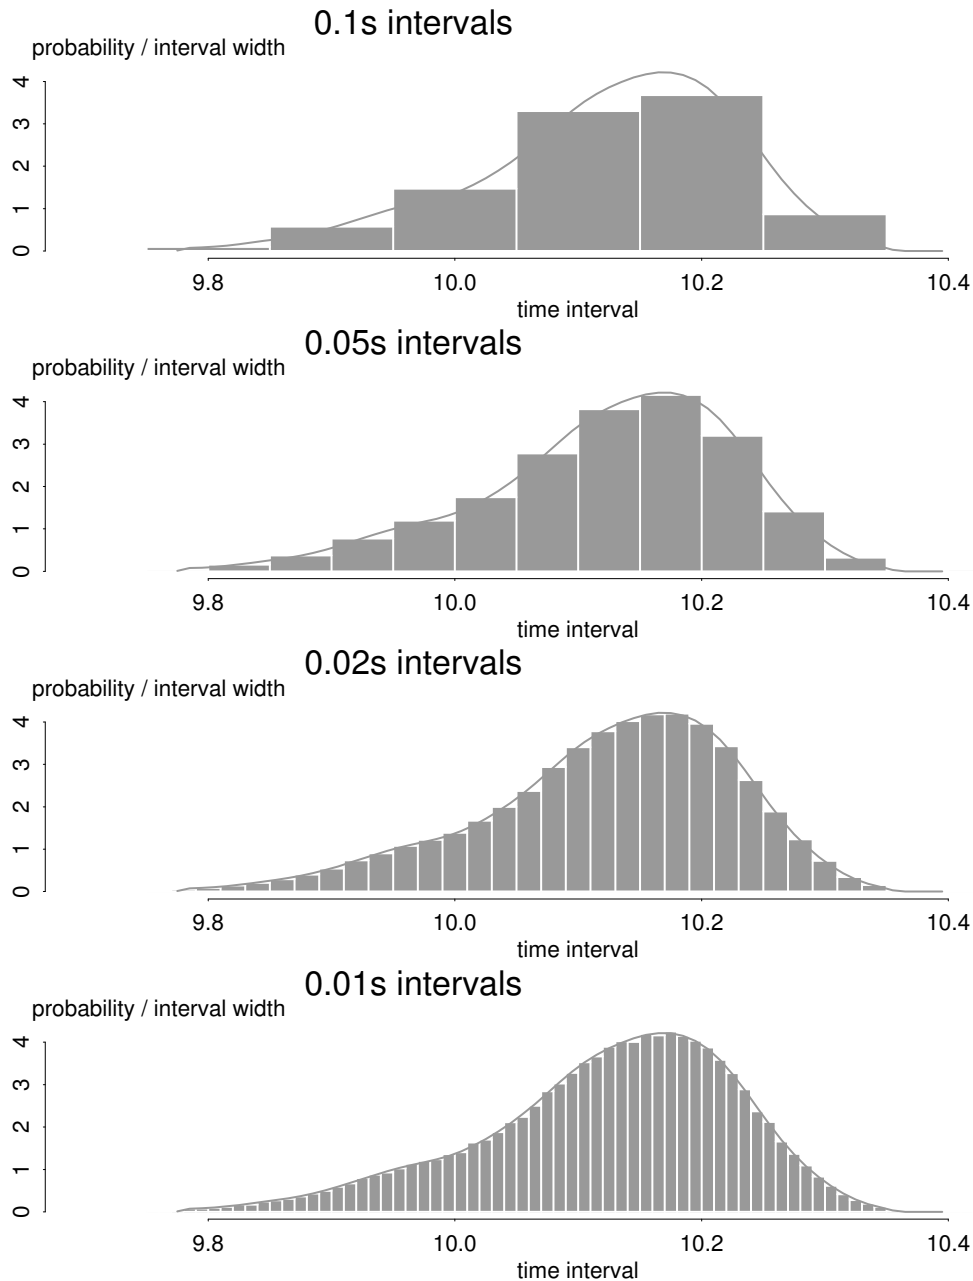 0.1s intervals
probability / interval width
4
3
2
1
0
9.8 10.0 10.2 10.4
time interval
0.05s intervals
probability / interval width
4
3
2
1
0
9.8 10.0 10.2 10.4
time interval
0.02s intervals
probability / interval width
4
3
2
1
0
9.8 10.0 10.2 10.4
time interval
0.01s intervals
probability / interval width
4
3
2
1
0
9.8 10.0 10.2 10.4
time interval